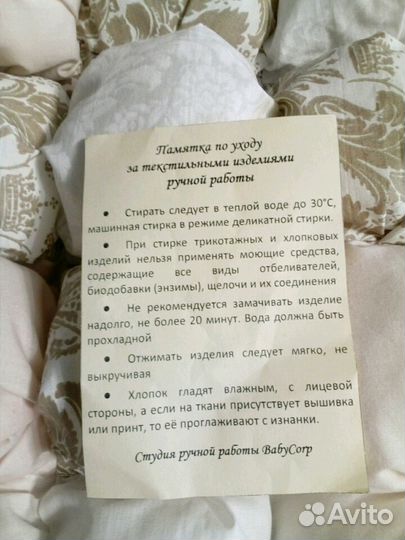 Памятка по уходу
за текстильными изделиями
ручной работы
● Стирать следует в теплой воде до 30°С,
машинная стирка в режиме деликатной стирки.
● При стирке трикотажных и хлопковых
изделий нельзя применять моющие средства,
содержащие все виды отбеливателей,
биодобавки (энзимы), щелочи и их соединения
● Не рекомендуется замачивать изделие
надолго, не более 20 минут. Вода должна быть
прохладной
● Отжимать изделия следует мягко, не
выкручивая
● Хлопок гладят влажным, с лицевой
стороны, а если на ткани присутствует вышивка
или принт, то её проглаживают с изнанки.
Студия ручной работы BabyCorp
Avito